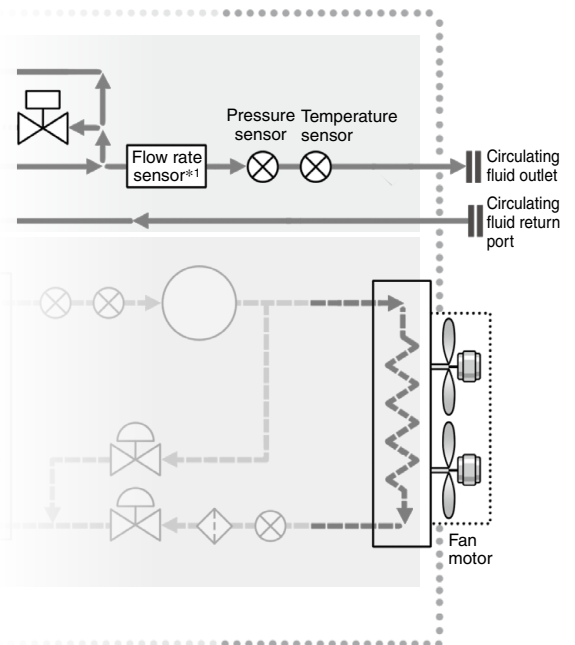 Pressure
sensor
Temperature
sensor
Flow rate
sensor*1
Circulating
fluid outlet
Circulating
fluid return
port
Fan
motor